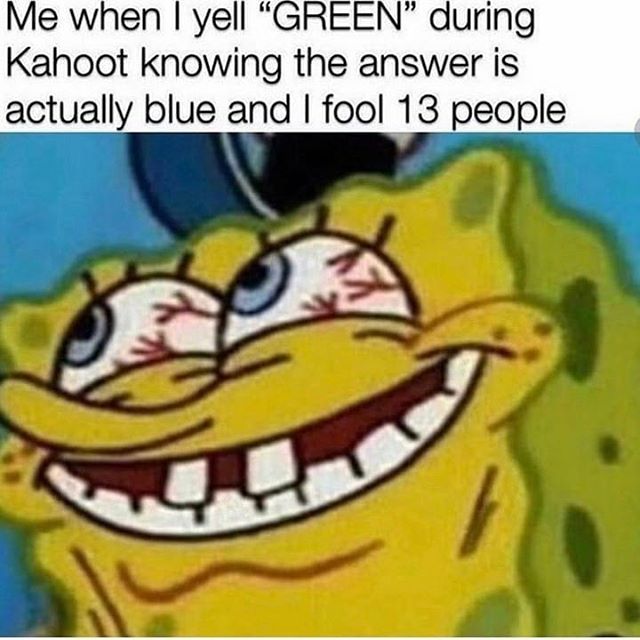 Me when I yell “GREEN” during
Kahoot knowing the answer is
actually blue and I fool 13 people